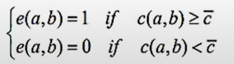 e(a,b)=1 if c(a,b)≥c̅
e(a,b)=0 if c(a,b)<c̅